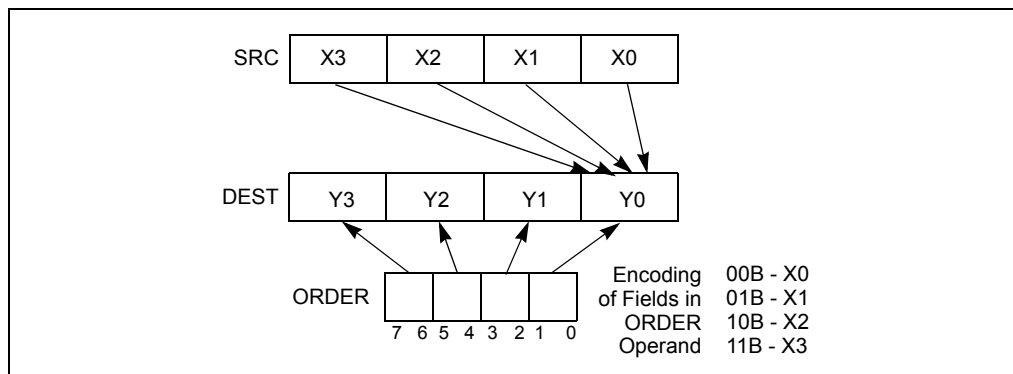 SRC X3 X2 X1 X0
DEST Y3 Y2 Y1 Y0
ORDER
7 6 5 4 3 2 1 0
Encoding 00B - X0
of Fields in 01B - X1
ORDER 10B - X2
Operand 11B - X3